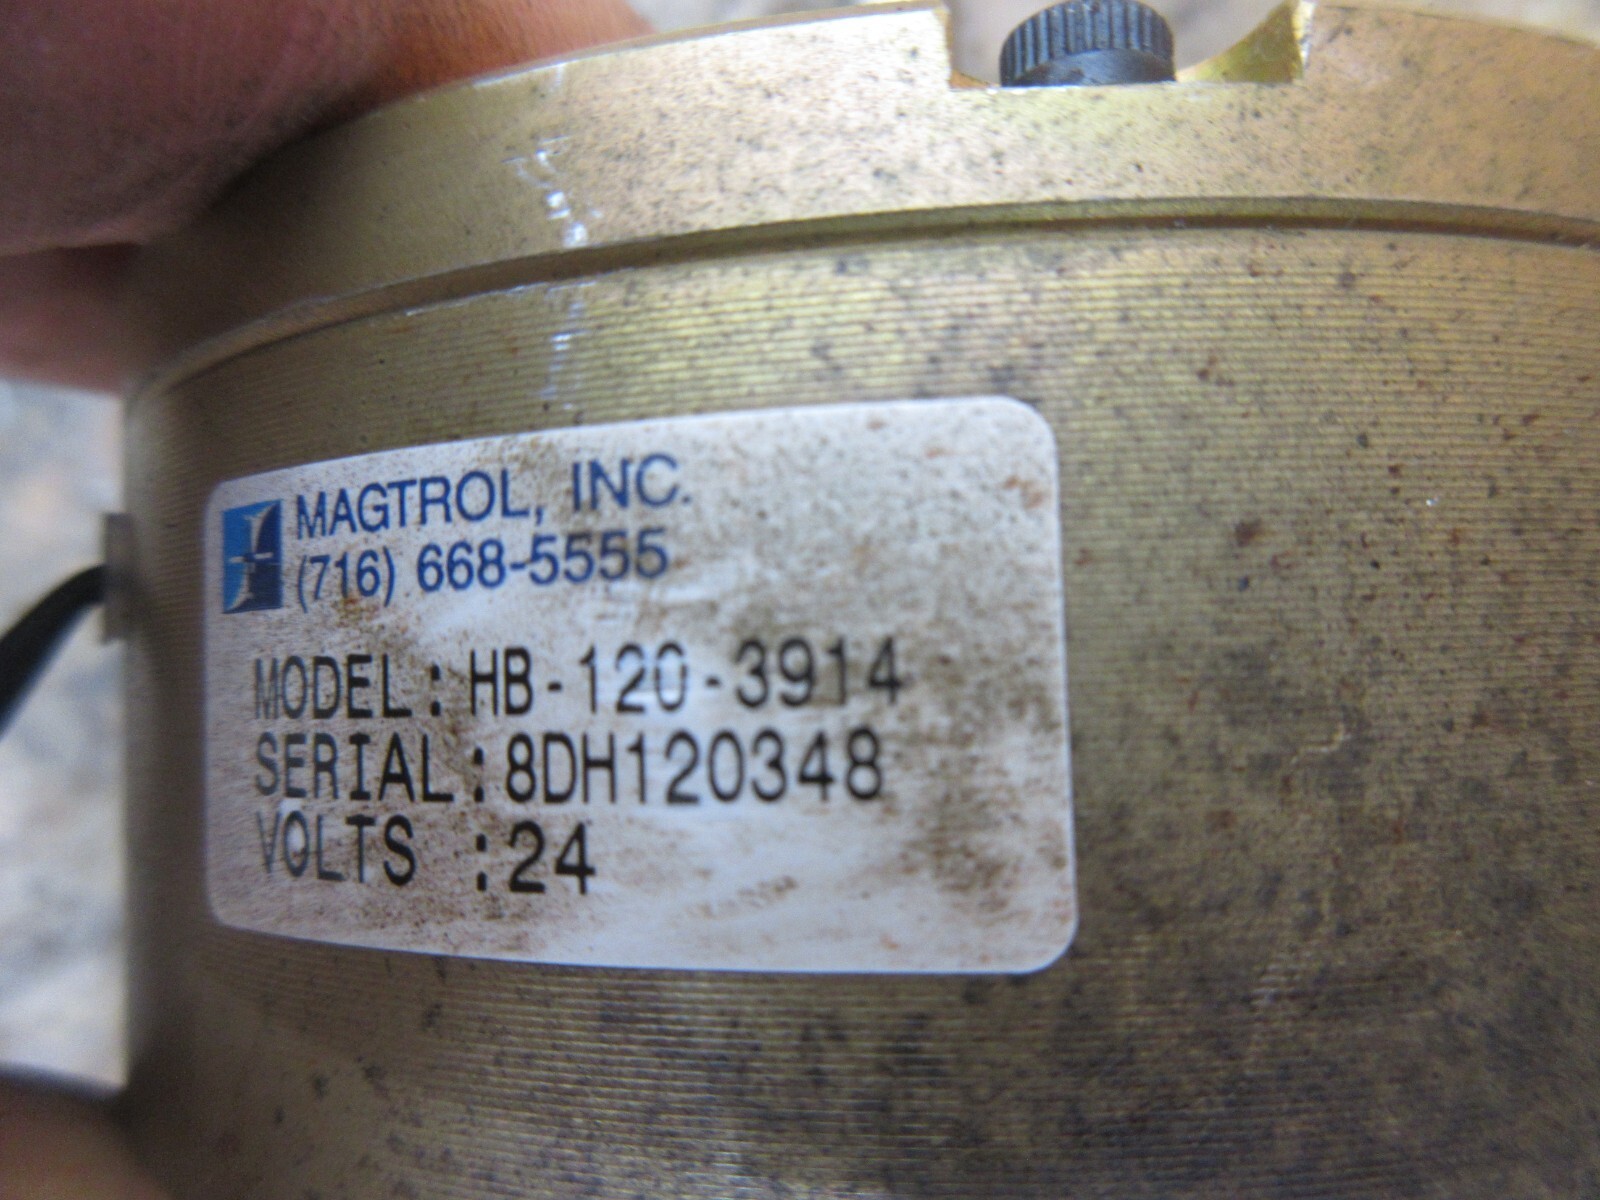 MAGTROL, INC.
(716) 668-5555
MODEL: HB-120-3914
SERIAL:8DH120348
VOLTS :24